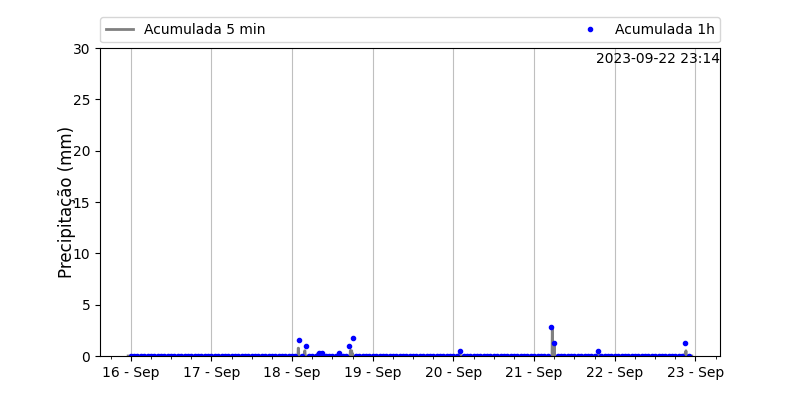 Acumulada 5 min Acumulada 1h
2023-09-22 23:14
Precipitação (mm)
30
25
20
15
10
5
0
16 - Sep 17 - Sep 18 - Sep 19 - Sep 20 - Sep 21 - Sep 22 - Sep 23 - Sep